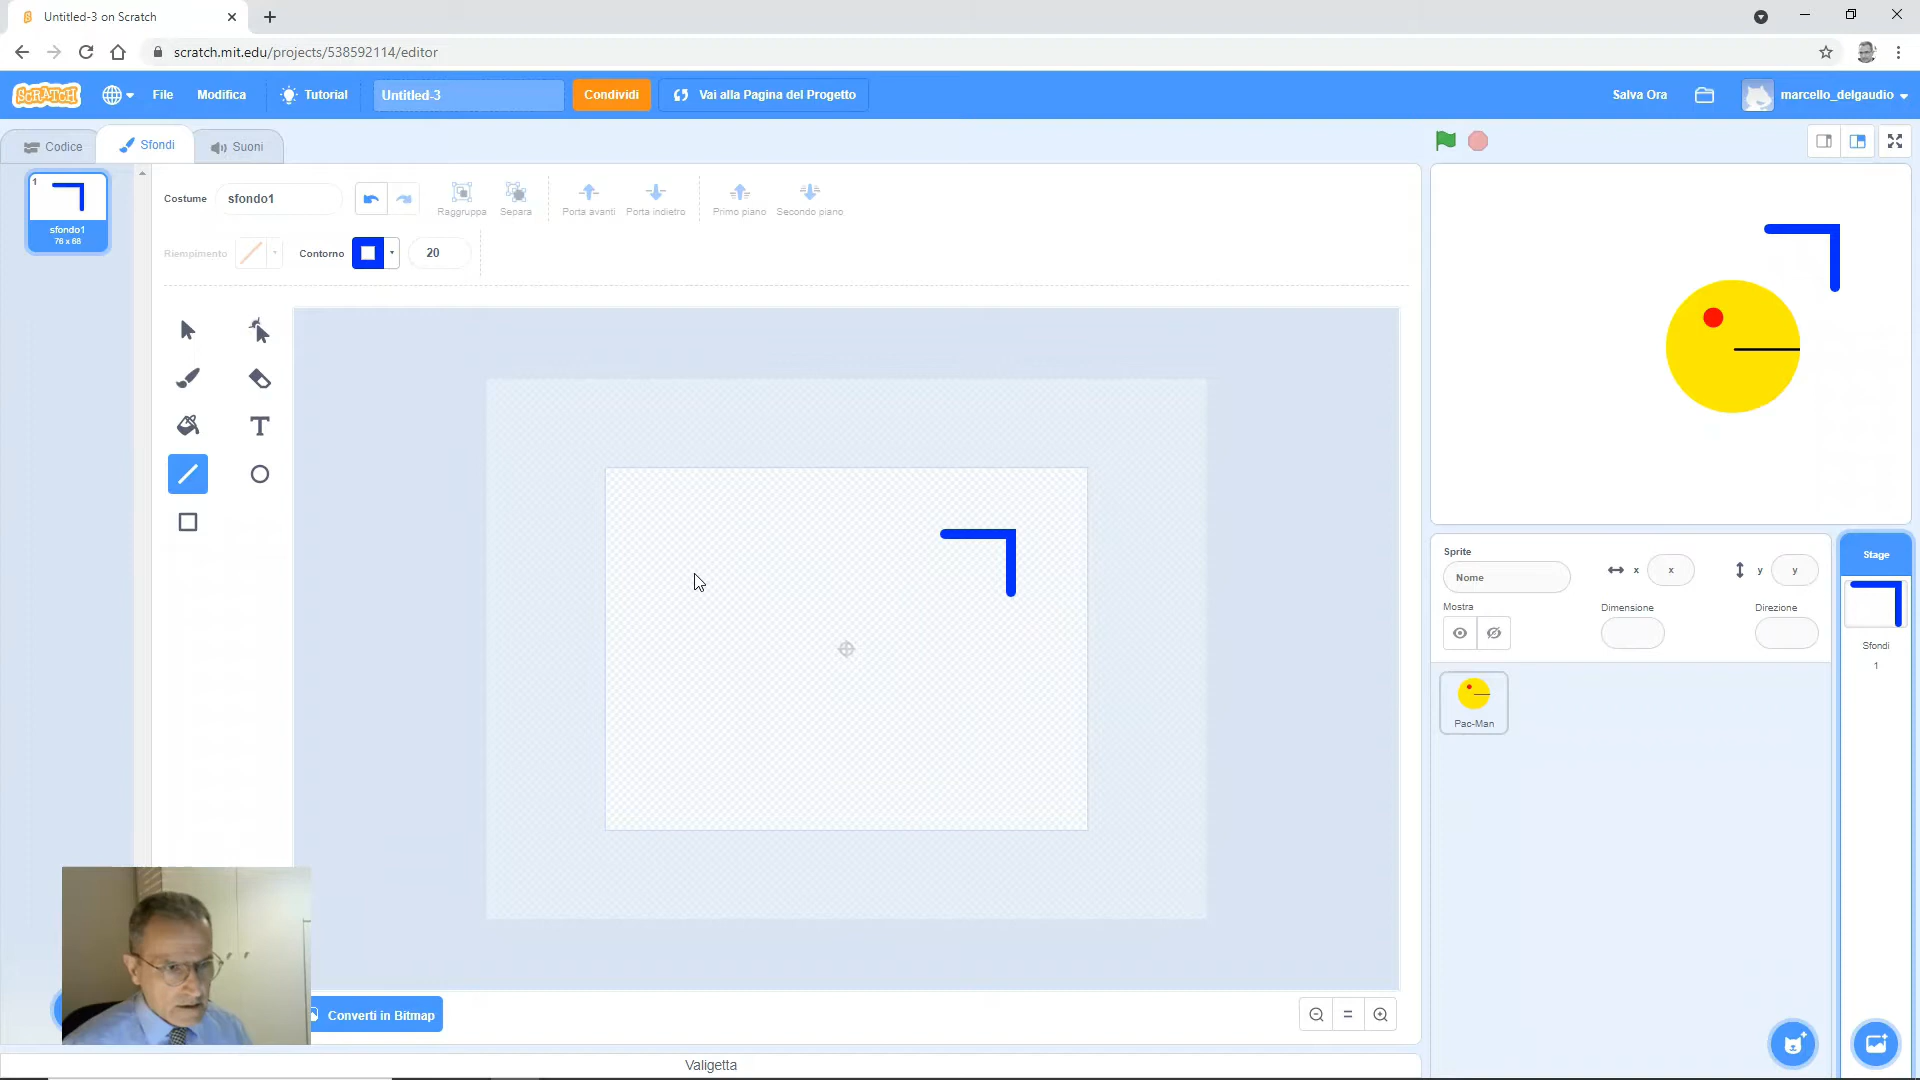 Untitled-3 on Scratch
scratch.mit.edu/projects/538592114/editor
SCRATCH
File
Modifica
Tutorial
Untitled-3
Condividi
Vai alla Pagina del Progetto
Salva Ora
marcello_delgaudio
Codice
Sfondi
Suoni
1
sfondo1
76 x 68
Costume
sfondo1
Raggruppa
Separa
Porta avanti
Porta indietro
Primo piano
Secondo piano
Riempimento
Contorno
20
T
Converti in Bitmap
Valigetta
Sprite
Nome
x
x
y
y
Mostra
Dimensione
Direzione
Pac-Man
Stage
Sfondi
1